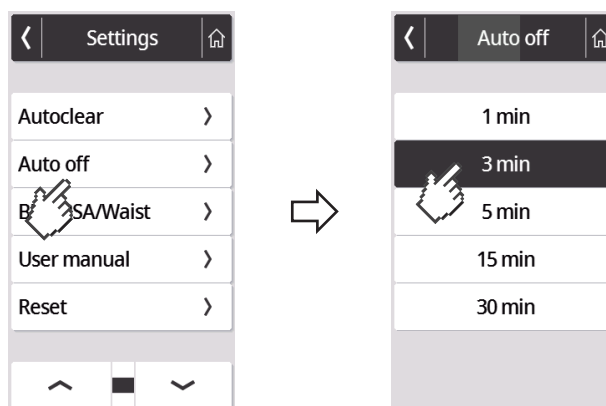 Settings
Autoclear
Auto off
SA/Waist
User manual
Reset
Auto off
1 min
3 min
5 min
15 min
30 min